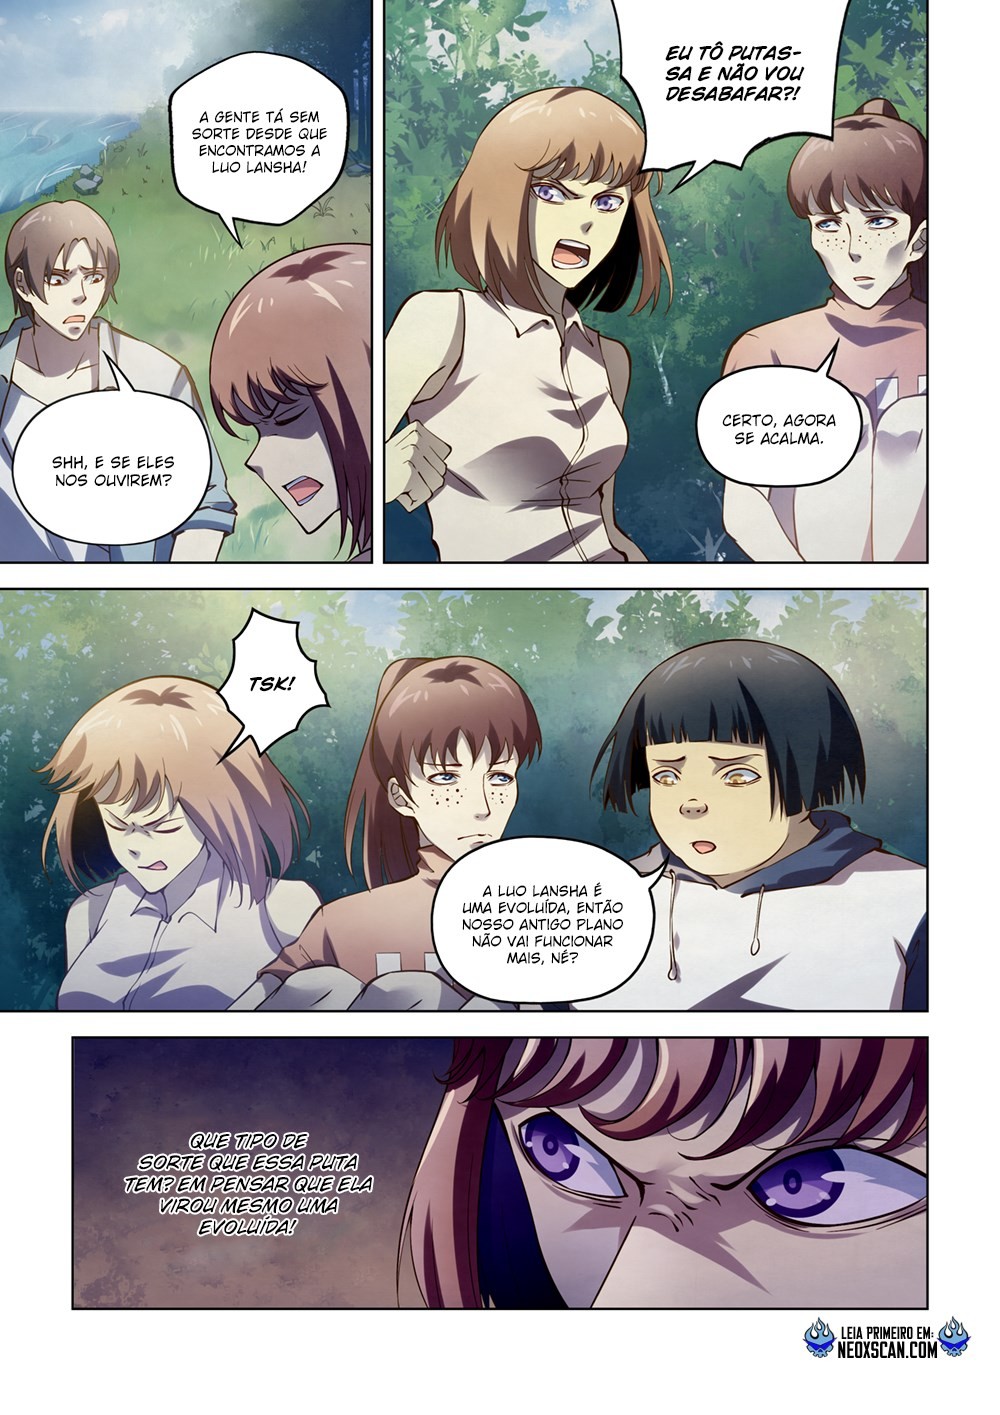 A GENTE TÁ SEM
SORTE DESDE QUE
ENCONTRAMOS A
LUO LANSHA!
SHH, E SE ELES
NOS OUVIREM?
EU TÔ PUTAS-
SA E NÃO VOU
DESABAFAR?!
CERTO, AGORA
SE ACALMA.
TSK!
A LUO LANSHA É
UMA EVOLUÍDA, ENTÃO
NOSSO ANTIGO PLANO
NÃO VAI FUNCIONAR
MAIS, NÉ?
QUE TIPO DE
SORTE QUE ESSA PUTA
TEM? EM PENSAR QUE ELA
VIROU MESMO UMA
EVOLUÍDA!
LEIA PRIMEIRO EM:
NEOXSCAN.COM